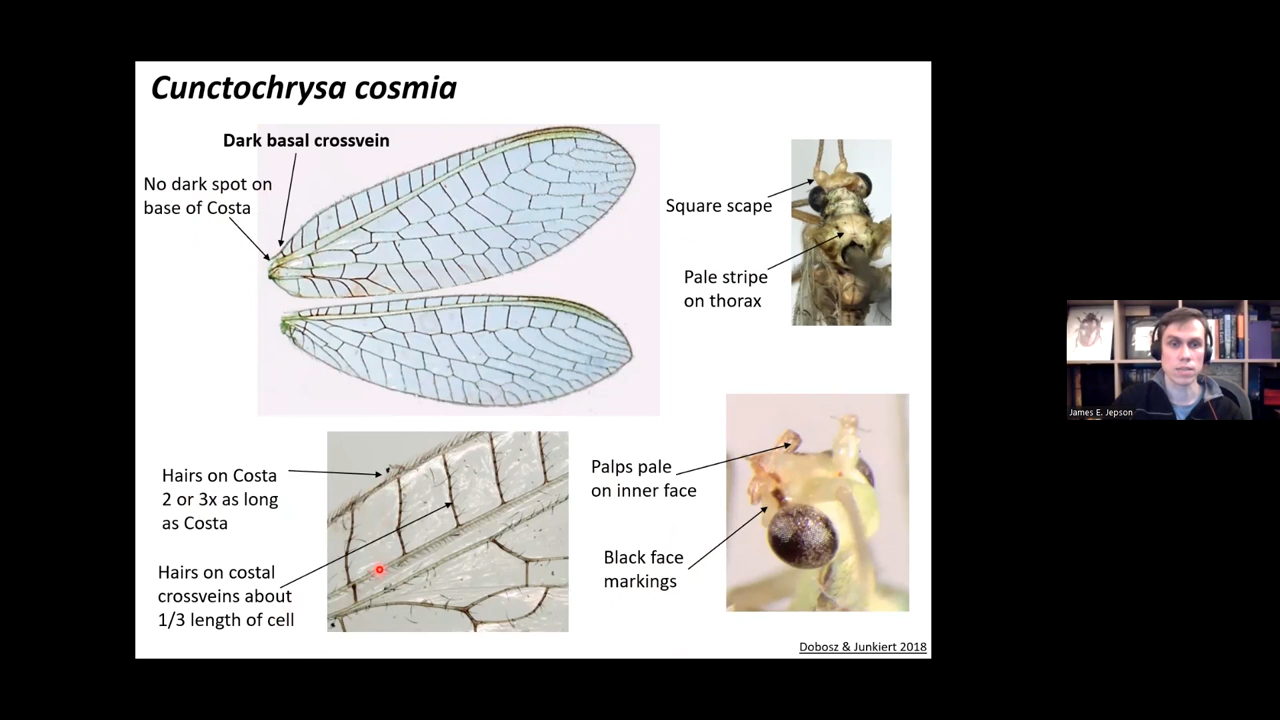 Cunctochrysa cosmia
Dark basal crossvein
No dark spot on
base of Costa
Square scape
Pale stripe
on thorax
Hairs on Costa
2 or 3x as long
as Costa
Hairs on costal
crossveins about
1/3 length of cell
Palps pale
on inner face
Black face
markings
Dobosz & Junkiert 2018
James E. Jepson